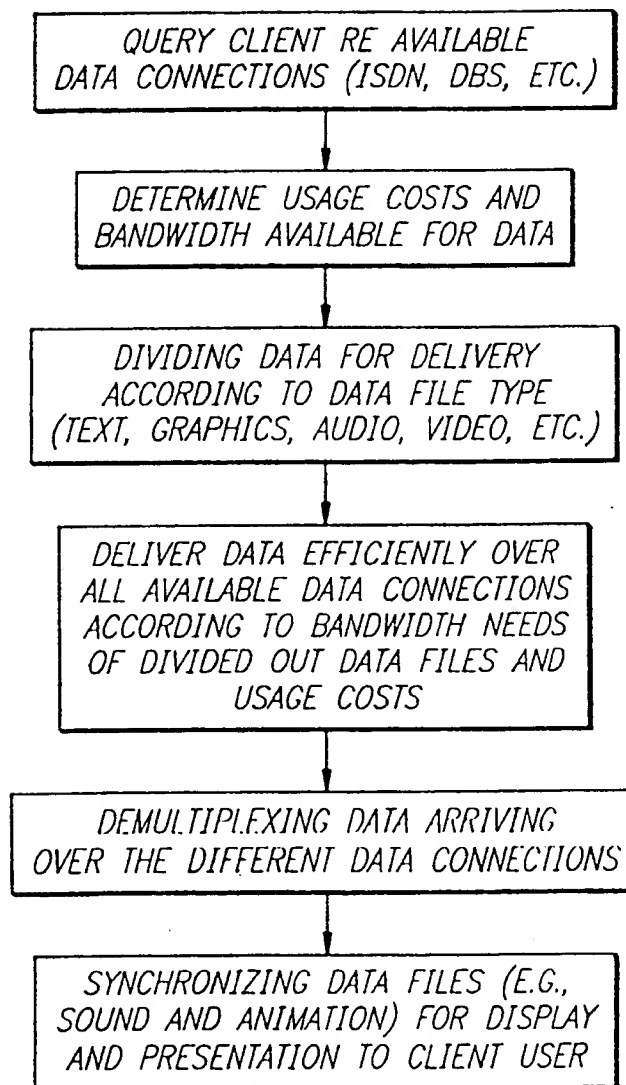 QUERY CLIENT RE AVAILABLE
DATA CONNECTIONS (ISDN, DBS, ETC.)
DETERMINE USAGE COSTS AND
BANDWIDTH AVAILABLE FOR DATA
DIVIDING DATA FOR DELIVERY
ACCORDING TO DATA FILE TYPE
(TEXT, GRAPHICS, AUDIO, VIDEO, ETC.)
DELIVER DATA EFFICIENTLY OVER
ALL AVAILABLE DATA CONNECTIONS
ACCORDING TO BANDWIDTH NEEDS
OF DIVIDED OUT DATA FILES AND
USAGE COSTS
DEMULTIPLEXING DATA ARRIVING
OVER THE DIFFERENT DATA CONNECTIONS
SYNCHRONIZING DATA FILES (E.G.,
SOUND AND ANIMATION) FOR DISPLAY
AND PRESENTATION TO CLIENT USER